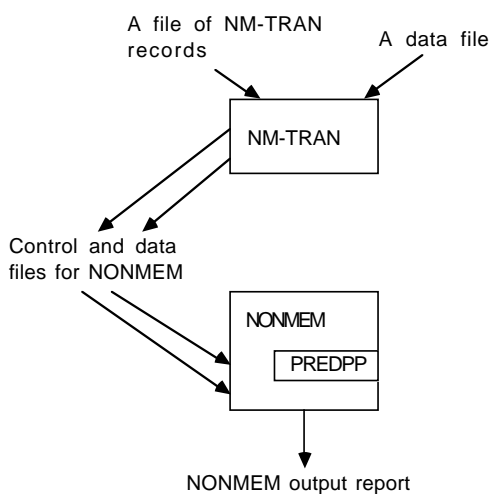 A file of NM-TRAN
records
A data file
NM-TRAN
Control and data
files for NONMEM
NONMEM
PREDPP
NONMEM output report